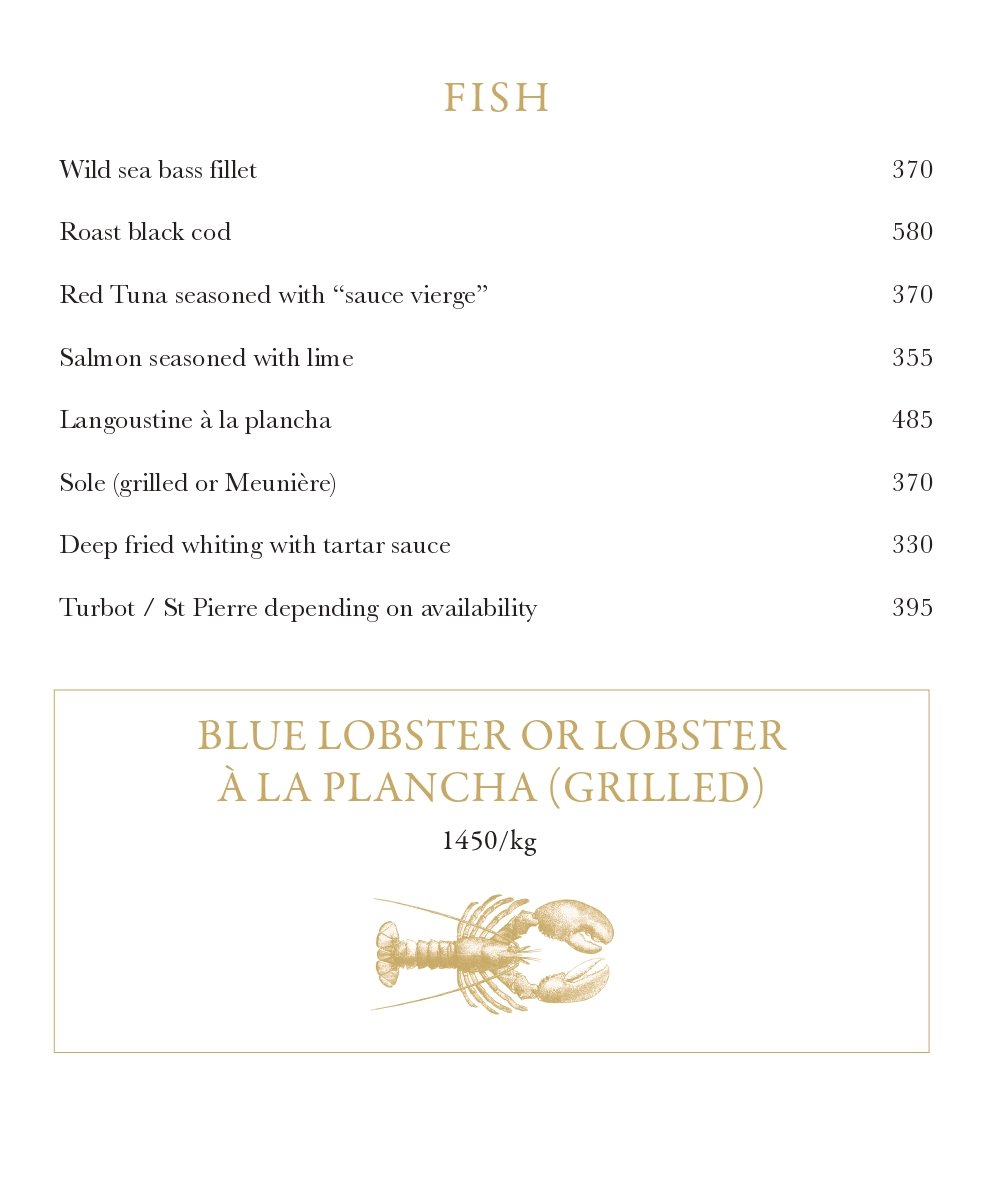 FISH
Wild sea bass fillet 370
Roast black cod 580
Red Tuna seasoned with “sauce vierge” 370
Salmon seasoned with lime 355
Langoustine à la plancha 485
Sole (grilled or Meunière) 370
Deep fried whiting with tartar sauce 330
Turbot / St Pierre depending on availability 395
BLUE LOBSTER OR LOBSTER
À LA PLANCHA (GRILLED)
1450/kg